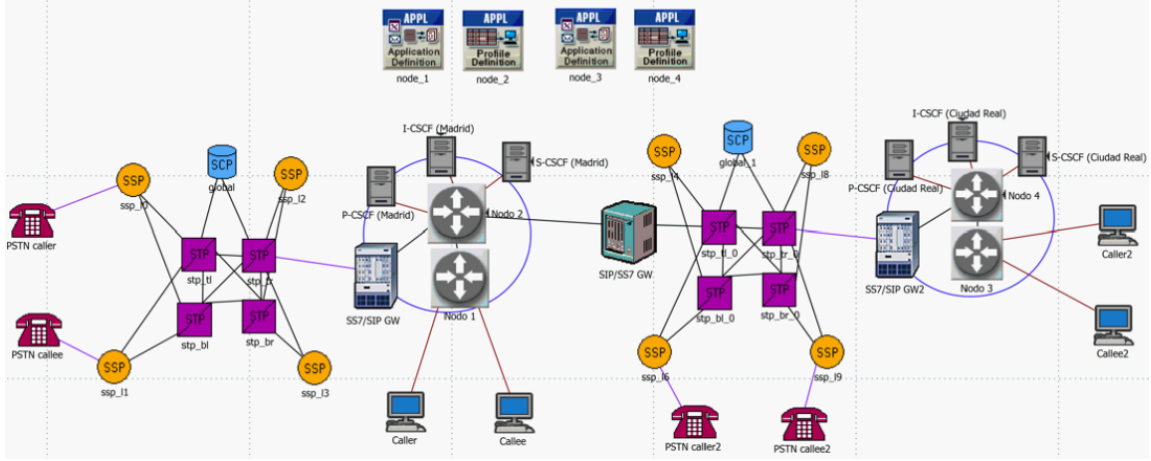 APPL
Application
Definition
node_1
APPL
Profile
Definition
node_2
APPL
Application
Definition
node_3
APPL
Profile
Definition
node_4
SSP
ssp_l0
SCP
global
SSP
ssp_l2
PSTN caller
STP
stp_tl
STP
stp_tr
STP
stp_bl
STP
stp_br
PSTN callee
SSP
ssp_l1
SSP
ssp_l3
I-CSCF (Madrid)
S-CSCF (Madrid)
P-CSCF (Madrid)
Nodo 2
SS7/SIP GW
Nodo 1
Caller
Callee
SIP/SS7 GW
SSP
ssp_l4
SCP
global_1
SSP
ssp_l8
STP
stp_tl_0
STP
stp_tr_0
STP
stp_bl_0
STP
stp_br_0
SSP
ssp_l6
SSP
ssp_l9
PSTN caller2
PSTN callee2
I-CSCF (Ciudad Real)
S-CSCF (Ciudad Real)
P-CSCF (Ciudad Real)
Nodo 4
SS7/SIP GW2
Nodo 3
Caller2
Callee2